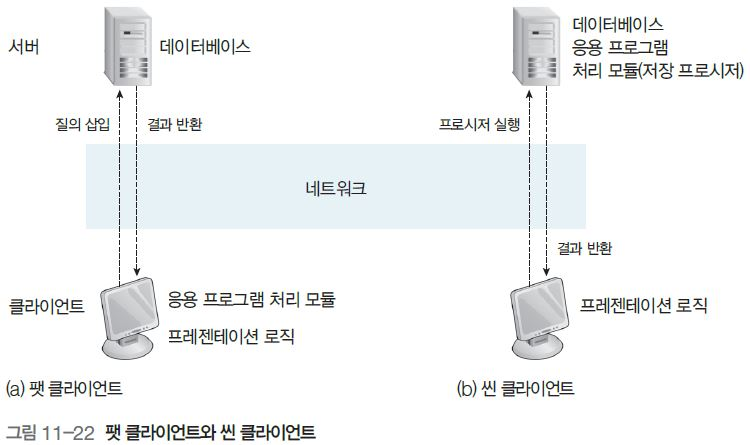 서버
데이터베이스
데이터베이스
응용 프로그램
처리 모듈(저장 프로시저)
질의 삽입
결과 반환
프로시저 실행
네트워크
결과 반환
클라이언트
응용 프로그램 처리 모듈
프레젠테이션 로직
프레젠테이션 로직
(a) 팻 클라이언트
(b) 씬 클라이언트
그림 11-22 팻 클라이언트와 씬 클라이언트